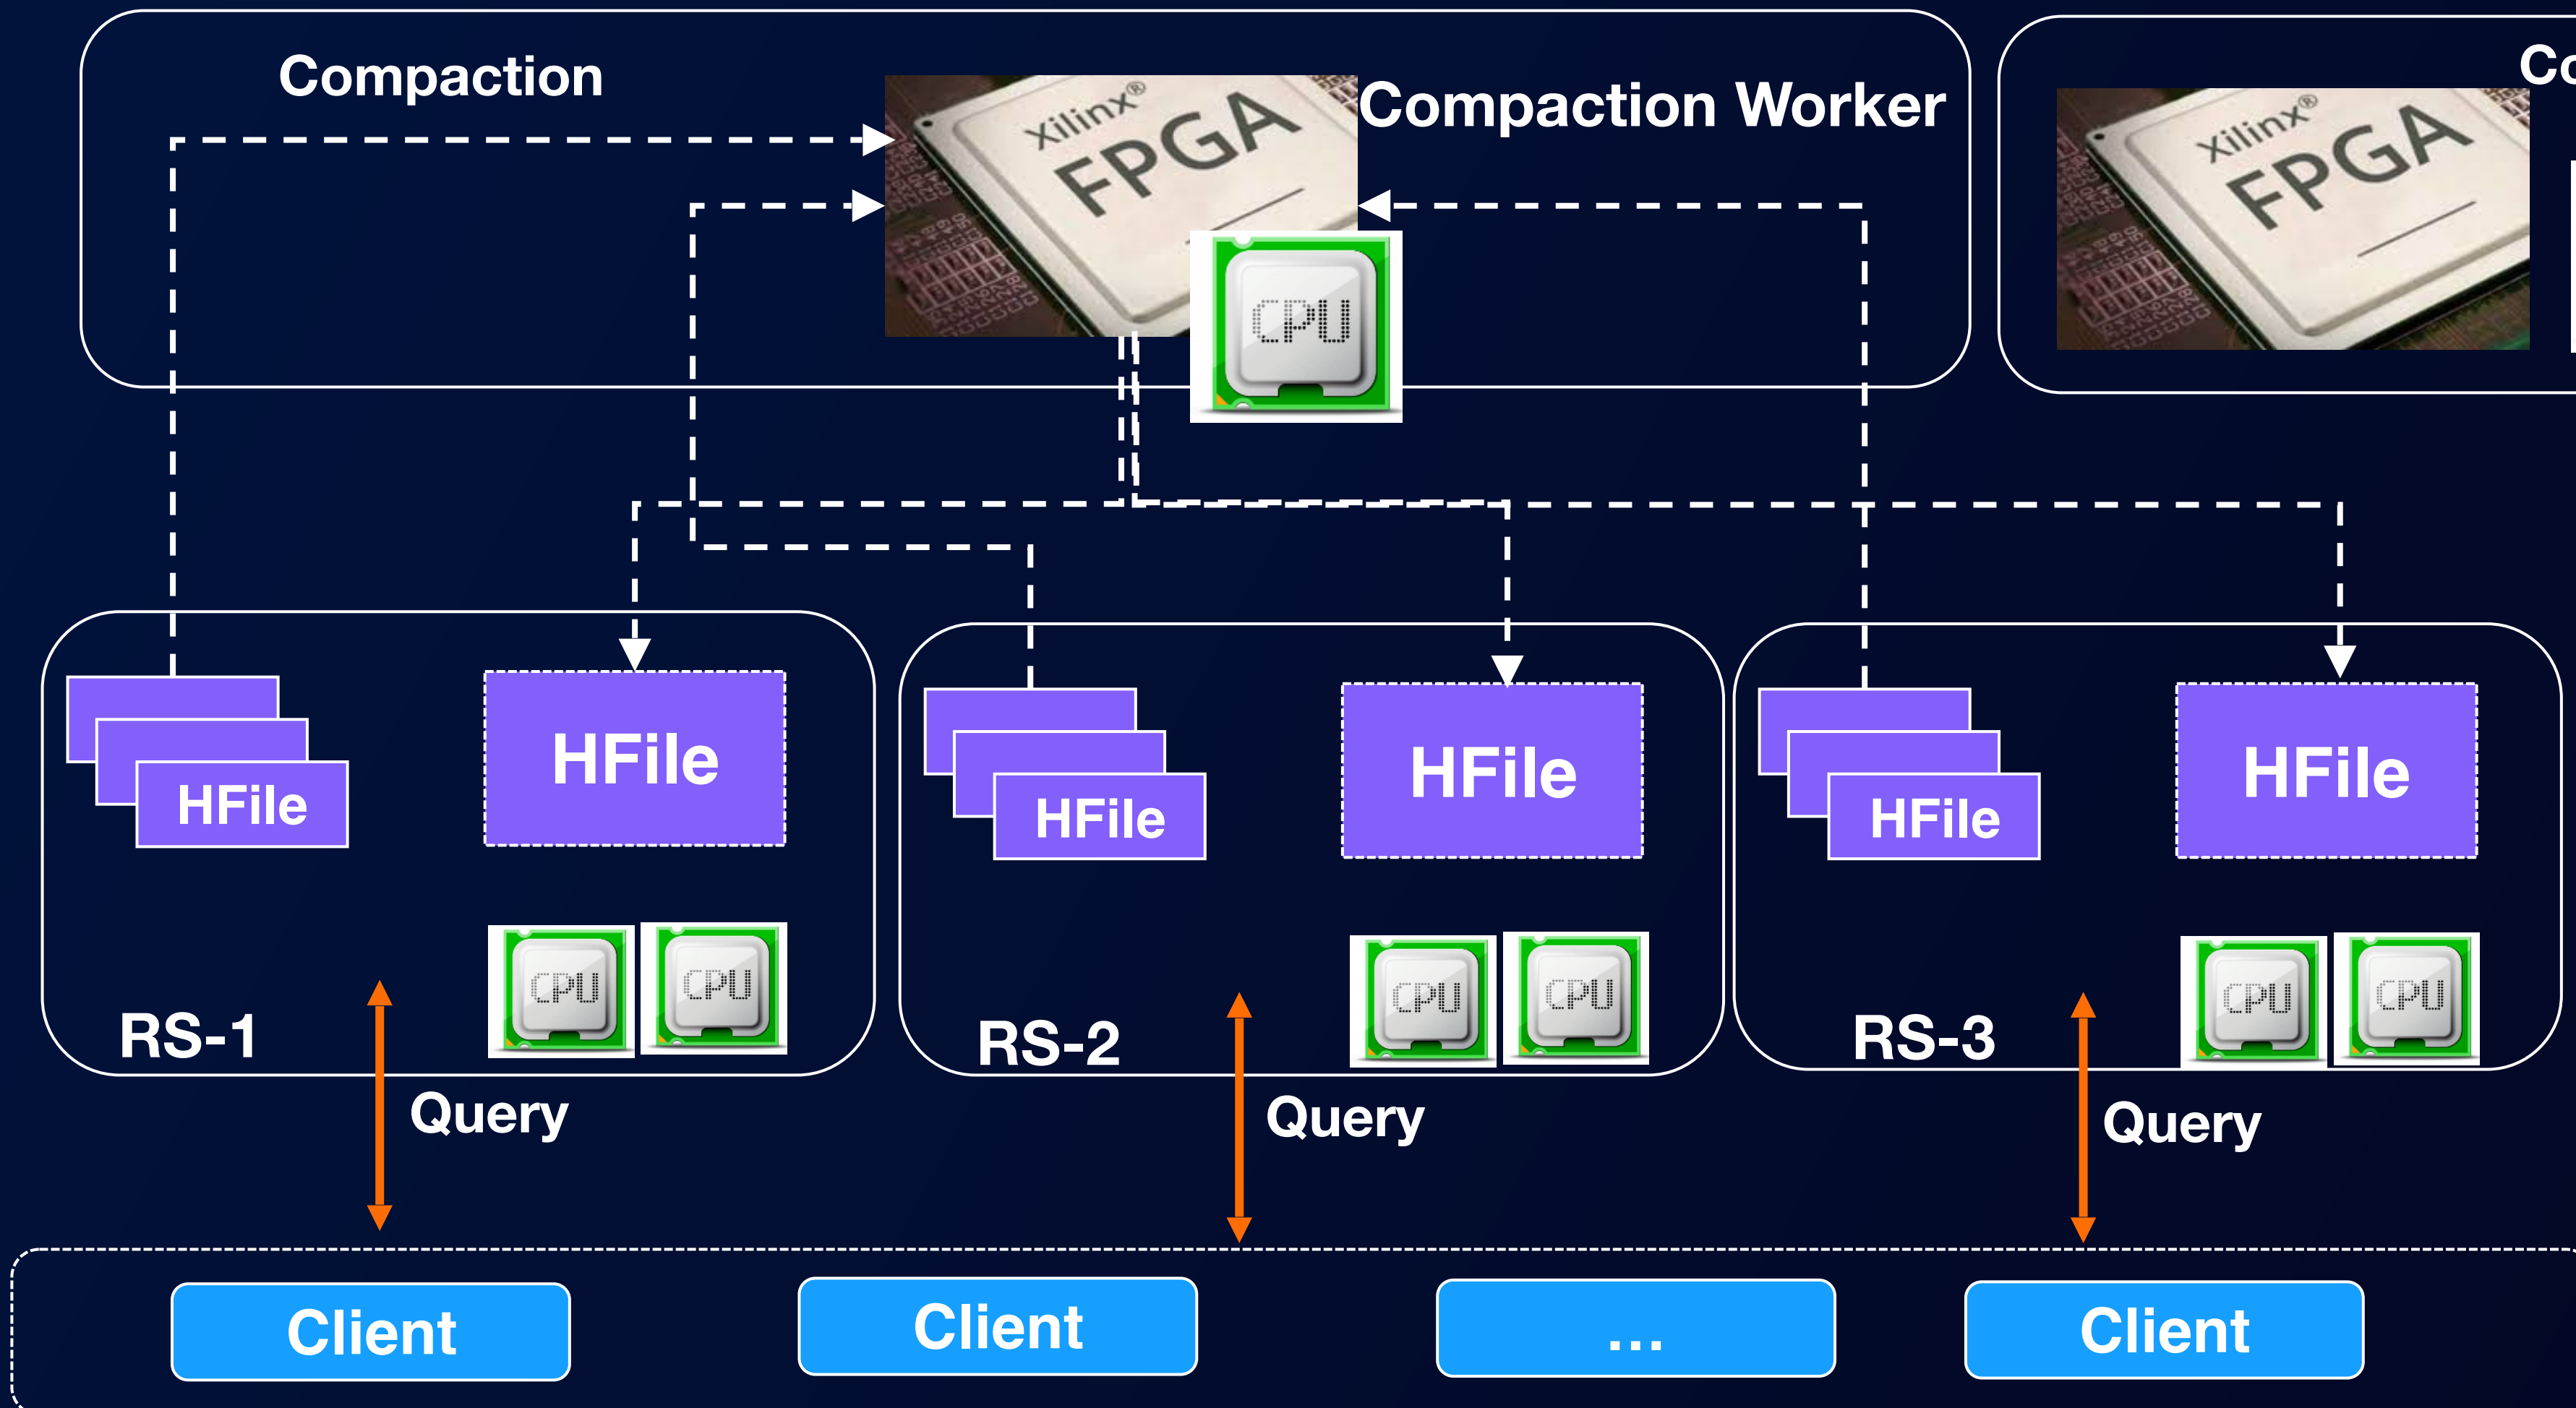 Compaction
Compaction Worker
Co
Xilinx®
FPGA
Xilinx®
FPGA
CPU
HFile
HFile
HFile
HFile
HFile
HFile
CPU
CPU
CPU
CPU
CPU
CPU
RS-1
RS-2
RS-3
Query
Query
Query
Client
Client
...
Client